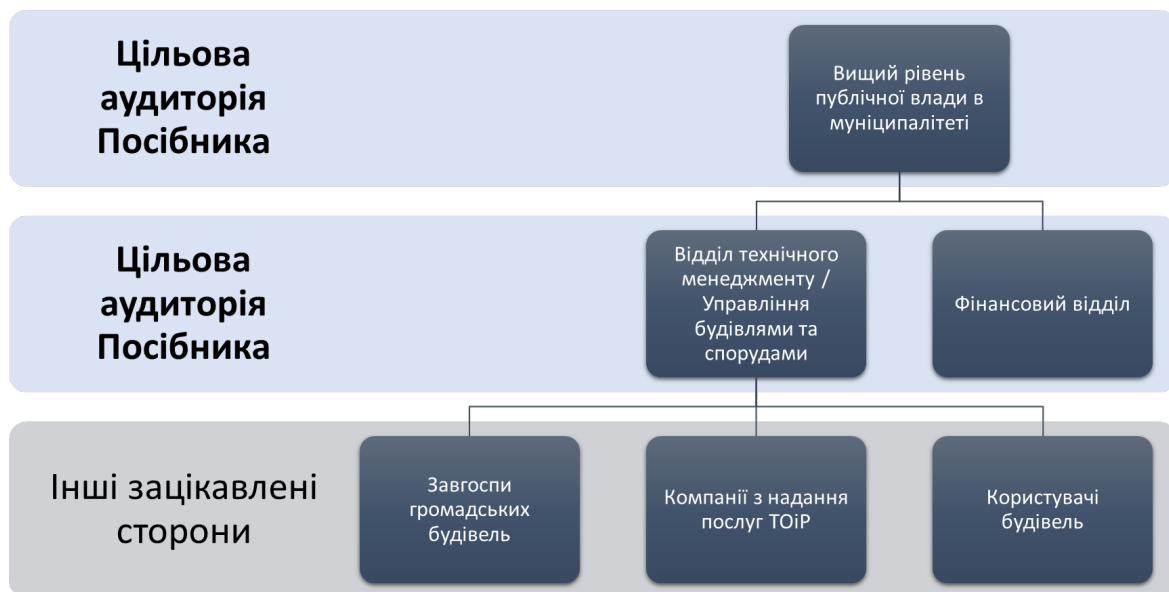 Цільова
аудиторія
Посібника
Вищий рівень
публічної влади в
муніципалітеті
Цільова
аудиторія
Посібника
Відділ технічного
менеджменту /
Управління
будівлями та
спорудами
Фінансовий відділ
Інші зацікавлені
сторони
Завгоспи
громадських
будівель
Компанії з надання
послуг ТОіР
Користувачі
будівель